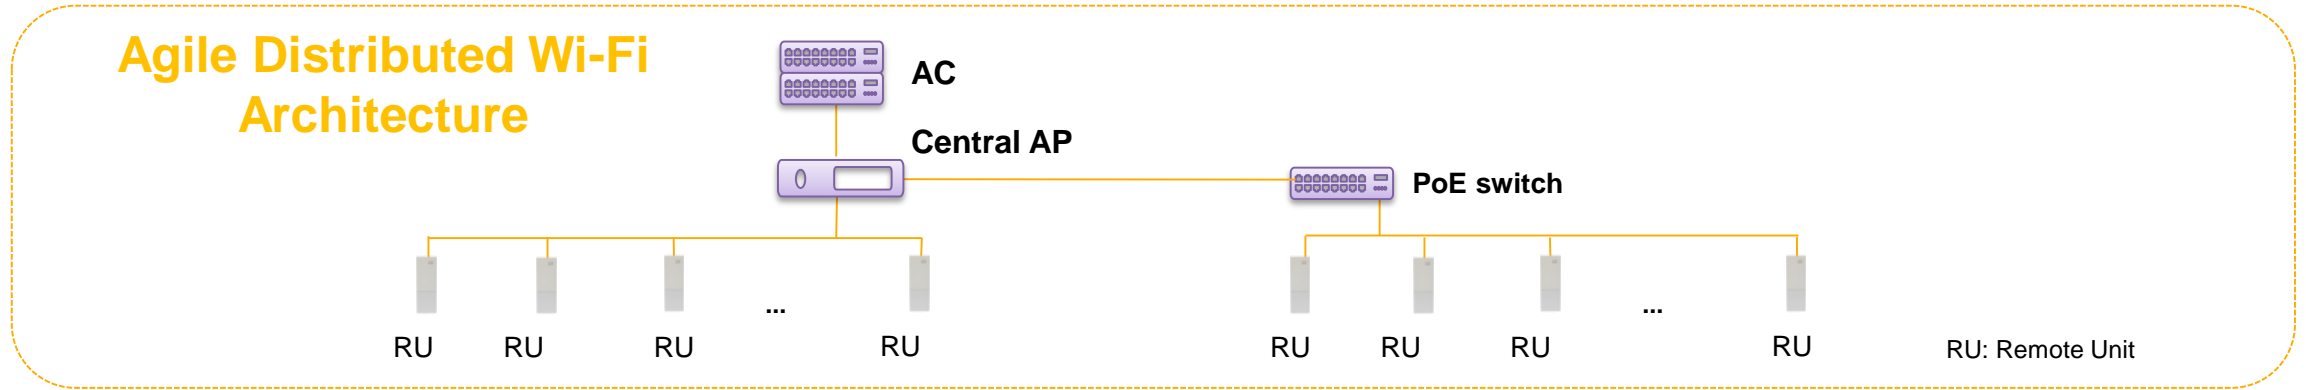 Agile Distributed Wi-Fi
Architecture
AC
Central AP
PoE switch
...
...
RU
RU
RU
RU
RU
RU
RU
RU
RU: Remote Unit